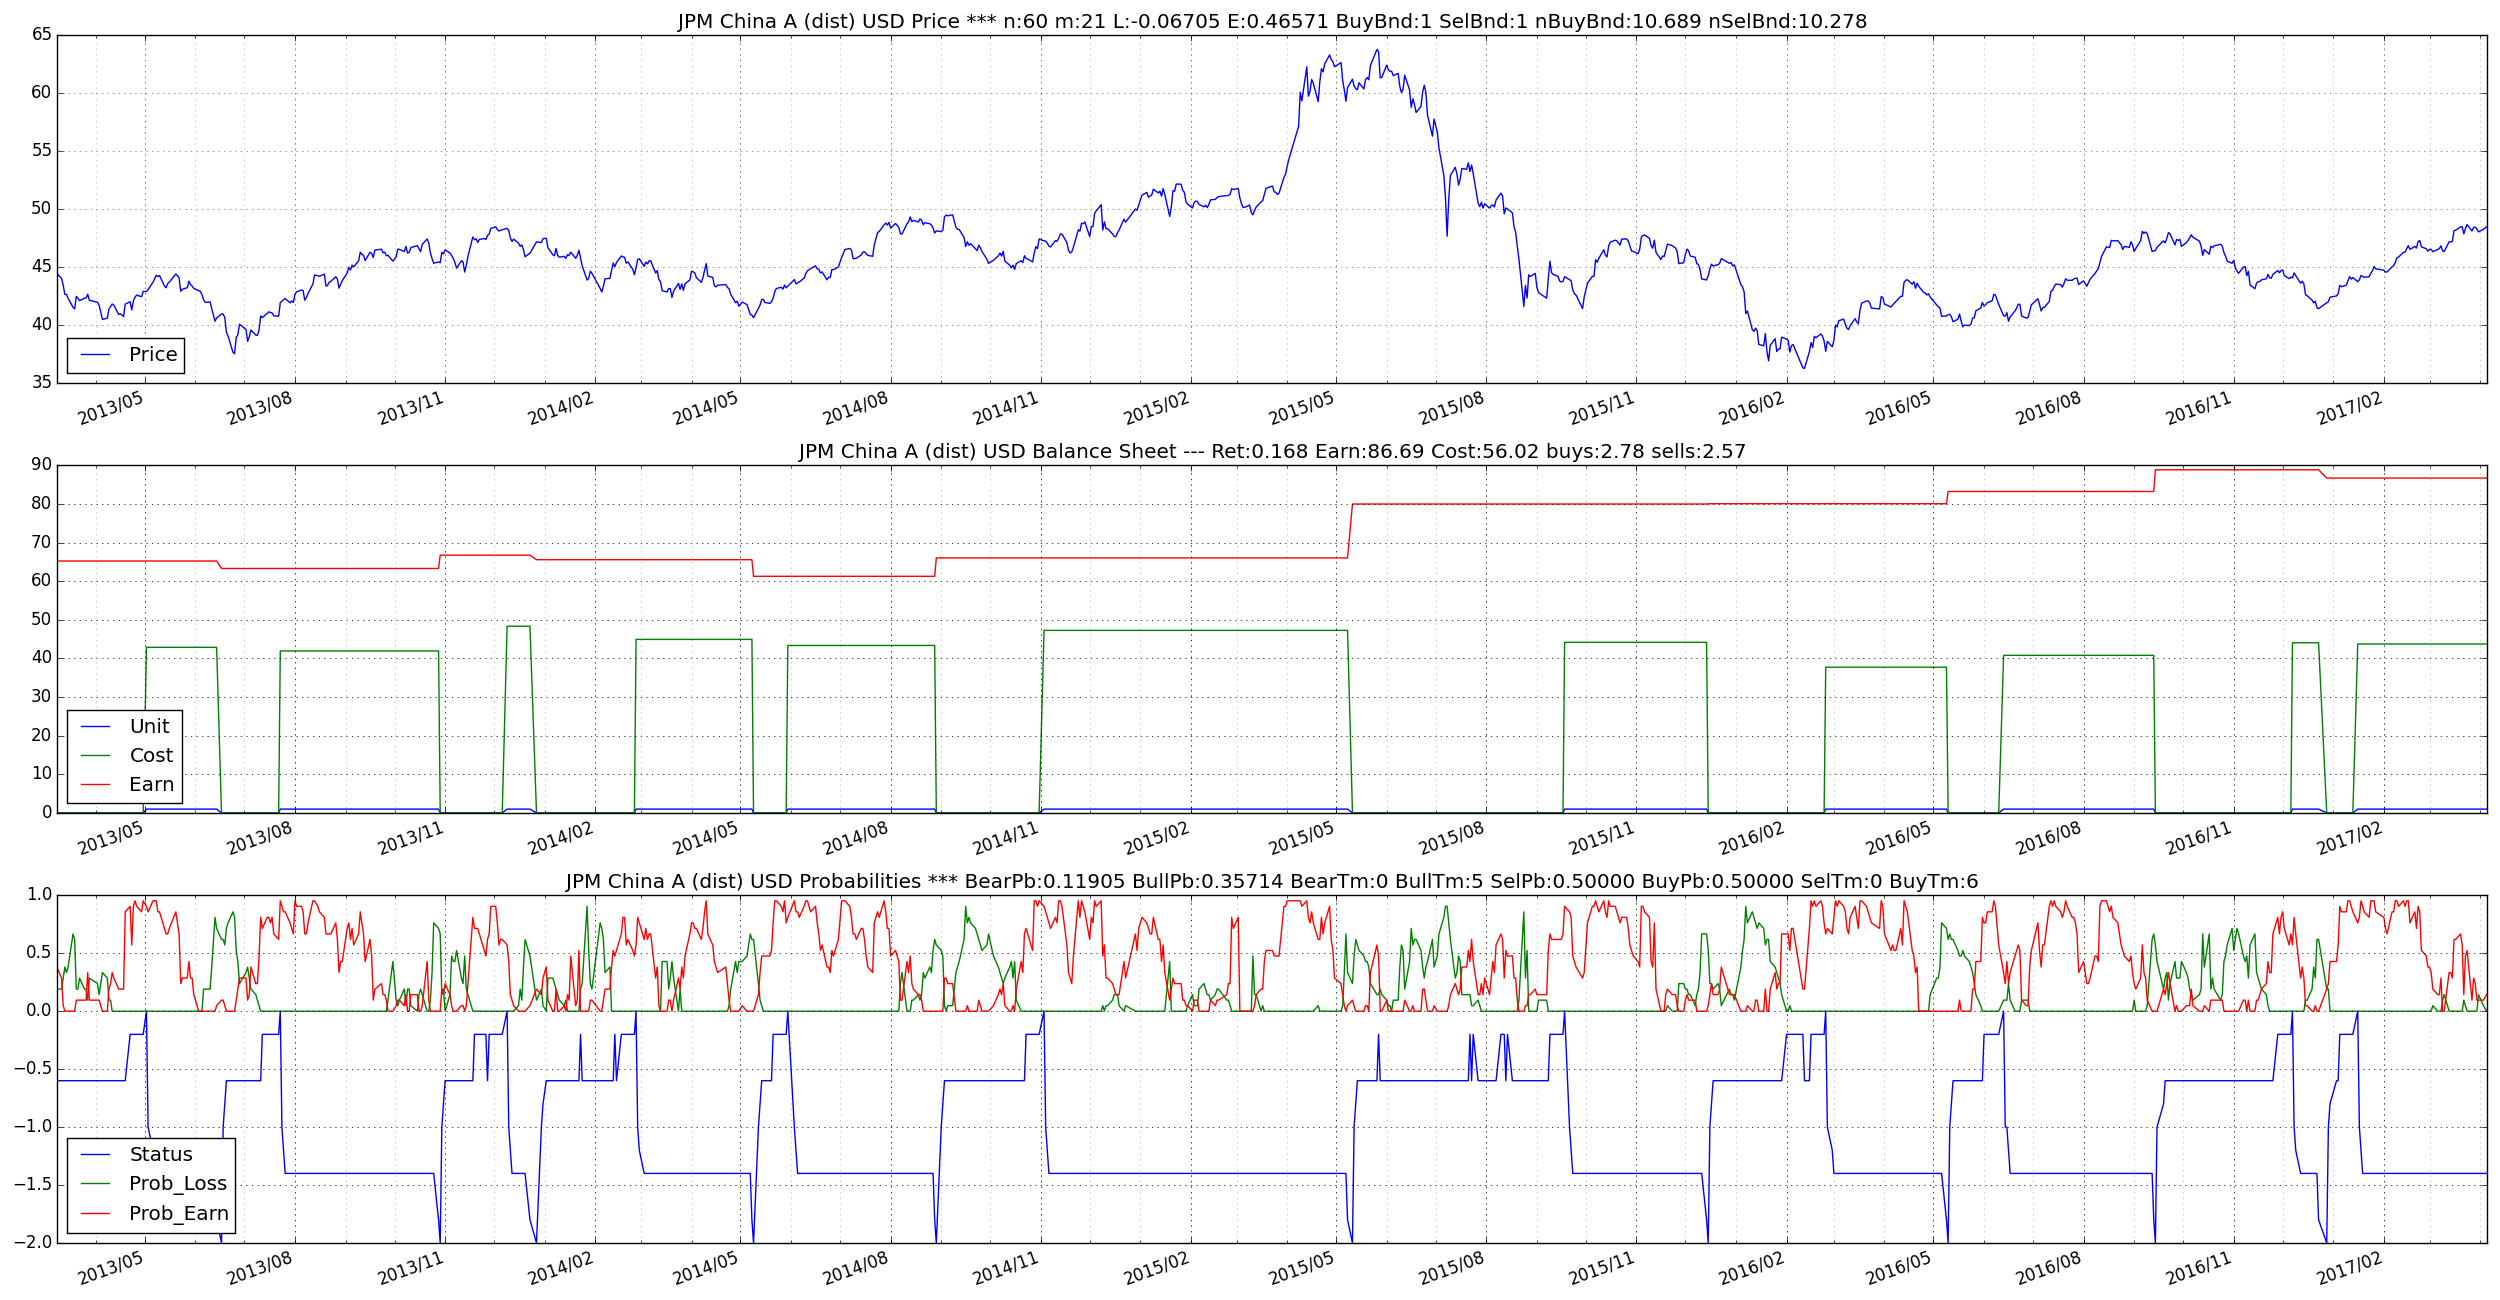 JPM China A (dist) USD Price *** n:60 m:21 L:-0.06705 E:0.46571 BuyBnd:1 SelBnd:1 nBuyBnd:10.689 nSelBnd:10.278
65
60
55
50
45
40
35
Price
2013/05 2013/08 2013/11 2014/02 2014/05 2014/08 2014/11 2015/02 2015/05 2015/08 2015/11 2016/02 2016/05 2016/08 2016/11 2017/02
JPM China A (dist) USD Balance Sheet --- Ret:0.168 Earn:86.69 Cost:56.02 buys:2.78 sells:2.57
90
80
70
60
50
40
30
20
10
0
Unit
Cost
Earn
2013/05 2013/08 2013/11 2014/02 2014/05 2014/08 2014/11 2015/02 2015/05 2015/08 2015/11 2016/02 2016/05 2016/08 2016/11 2017/02
JPM China A (dist) USD Probabilities *** BearPb:0.11905 BullPb:0.35714 BearTm:0 BullTm:5 SelPb:0.50000 BuyPb:0.50000 SelTm:0 BuyTm:6
1.0
0.5
0.0
−0.5
−1.0
−1.5
−2.0
Status
Prob_Loss
Prob_Earn
2013/05 2013/08 2013/11 2014/02 2014/05 2014/08 2014/11 2015/02 2015/05 2015/08 2015/11 2016/02 2016/05 2016/08 2016/11 2017/02